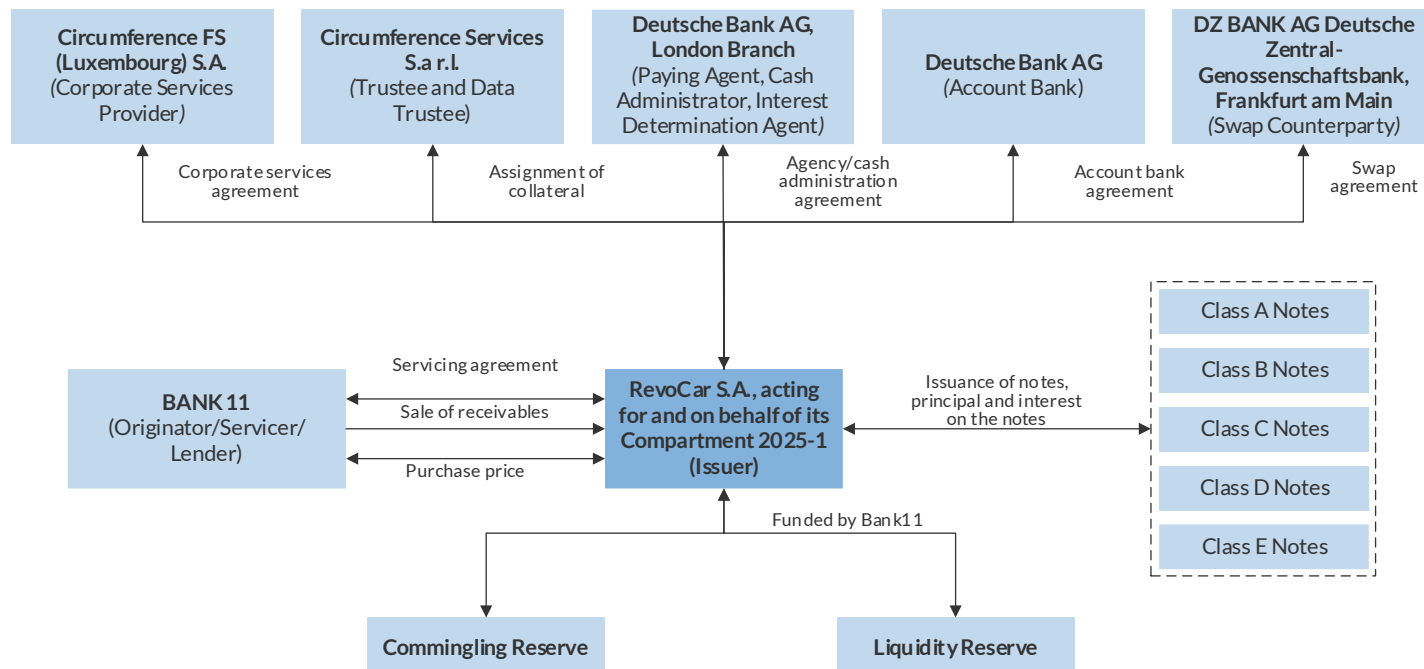 Circumference FS
(Luxembourg) S.A.
(Corporate Services
Provider)
Circumference Services
S.a r.l.
(Trustee and Data
Trustee)
Deutsche Bank AG,
London Branch
(Paying Agent, Cash
Administrator, Interest
Determination Agent)
Deutsche Bank AG
(Account Bank)
DZ BANK AG Deutsche
Zentral-
Genossenschaftsbank,
Frankfurt am Main
(Swap Counterparty)
Corporate services
agreement
Assignment of
collateral
Agency/cash
administration
agreement
Account bank
agreement
Swap
agreement
BANK 11
(Originator/Servicer/
Lender)
Servicing agreement
Sale of receivables
Purchase price
RevoCar S.A., acting
for and on behalf of its
Compartment 2025-1
(Issuer)
Issuance of notes,
principal and interest
on the notes
Class A Notes
Class B Notes
Class C Notes
Class D Notes
Class E Notes
Funded by Bank11
Commingling Reserve
Liquidity Reserve